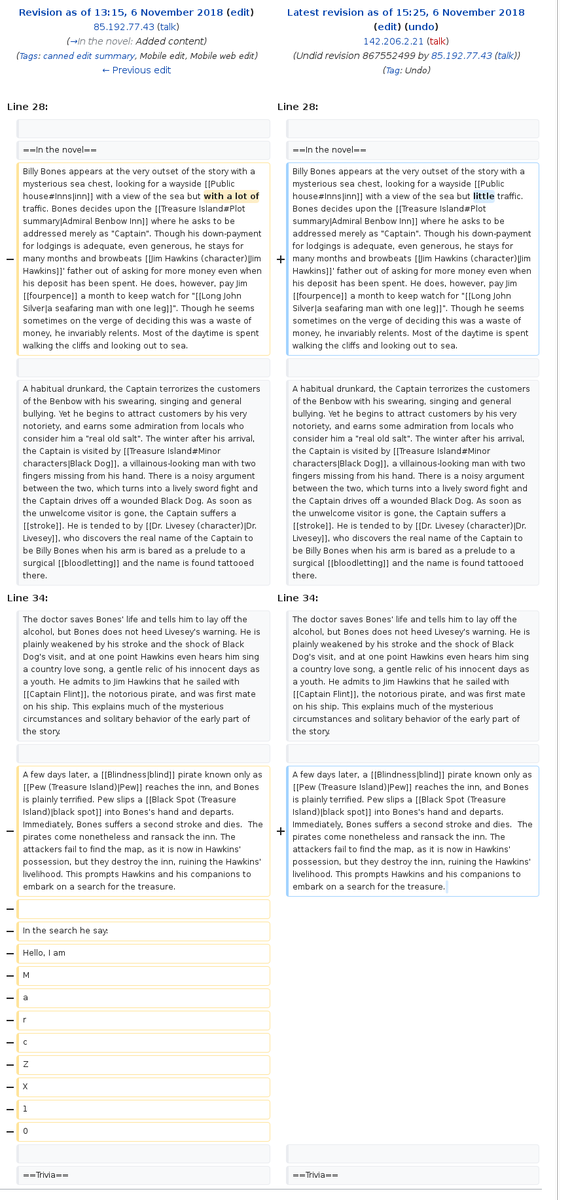 Revision as of 13:15, 6 November 2018 (edit)
85.192.77.43 (talk)
(→In the novel: Added content)
(Tags: canned edit summary, Mobile edit, Mobile web edit)
← Previous edit
Latest revision as of 15:25, 6 November 2018
(edit) (undo)
142.206.2.21 (talk)
(Undid revision 867552499 by 85.192.77.43 (talk))
(Tag: Undo)
Line 28:
==In the novel==
Billy Bones appears at the very outset of the story with a
mysterious sea chest, looking for a wayside [[Public
house#Inns|inn]] with a view of the sea but with a lot of
traffic. Bones decides upon the [[Treasure Island#Plot
summary|Admiral Benbow Inn]] where he asks to be
addressed merely as "Captain". Though his down-payment
for lodgings is adequate, even generous, he stays for
many months and browbeats [[Jim Hawkins (character)|Jim
Hawkins]]' father out of asking for more money even when
his deposit has been spent. He does, however, pay Jim
[[fourpence]] a month to keep watch for "[[Long John
Silver|a seafaring man with one leg]]". Though he seems
sometimes on the verge of deciding this was a waste of
money, he invariably relents. Most of the daytime is spent
walking the cliffs and looking out to sea.
Line 28:
==In the novel==
Billy Bones appears at the very outset of the story with a
mysterious sea chest, looking for a wayside [[Public
house#Inns|inn]] with a view of the sea but little traffic.
Bones decides upon the [[Treasure Island#Plot
summary|Admiral Benbow Inn]] where he asks to be
addressed merely as "Captain". Though his down-payment
for lodgings is adequate, even generous, he stays for
many months and browbeats [[Jim Hawkins (character)|Jim
Hawkins]]' father out of asking for more money even when
his deposit has been spent. He does, however, pay Jim
[[fourpence]] a month to keep watch for "[[Long John
Silver|a seafaring man with one leg]]". Though he seems
sometimes on the verge of deciding this was a waste of
money, he invariably relents. Most of the daytime is spent
walking the cliffs and looking out to sea.
A habitual drunkard, the Captain terrorizes the customers
of the Benbow with his swearing, singing and general
bullying. Yet he begins to attract customers by his very
notoriety, and earns some admiration from locals who
consider him a "real old salt". The winter after his arrival,
the Captain is visited by [[Treasure Island#Minor
characters|Black Dog]], a villainous-looking man with two
fingers missing from his hand. There is a noisy argument
between the two, which turns into a lively sword fight and
the Captain drives off a wounded Black Dog. As soon as
the unwelcome visitor is gone, the Captain suffers a
[[stroke]]. He is tended to by [[Dr. Livesey (character)|Dr.
Livesey]], who discovers the real name of the Captain to
be Billy Bones when his arm is bared as a prelude to a
surgical [[bloodletting]] and the name is found tattooed
there.
A habitual drunkard, the Captain terrorizes the customers
of the Benbow with his swearing, singing and general
bullying. Yet he begins to attract customers by his very
notoriety, and earns some admiration from locals who
consider him a "real old salt". The winter after his arrival,
the Captain is visited by [[Treasure Island#Minor
characters|Black Dog]], a villainous-looking man with two
fingers missing from his hand. There is a noisy argument
between the two, which turns into a lively sword fight and
the Captain drives off a wounded Black Dog. As soon as
the unwelcome visitor is gone, the Captain suffers a
[[stroke]]. He is tended to by [[Dr. Livesey (character)|Dr.
Livesey]], who discovers the real name of the Captain to
be Billy Bones when his arm is bared as a prelude to a
surgical [[bloodletting]] and the name is found tattooed
there.
Line 34:
The doctor saves Bones' life and tells him to lay off the
alcohol, but Bones does not heed Livesey's warning. He is
plainly weakened by his stroke and the shock of Black
Dog's visit, and at one point Hawkins even hears him sing
a country love song, a gentle relic of his innocent days as
a youth. He admits to Jim Hawkins that he sailed with
[[Captain Flint]], the notorious pirate, and was first mate
on his ship. This explains much of the mysterious
circumstances and solitary behavior of the early part of
the story.
Line 34:
The doctor saves Bones' life and tells him to lay off the
alcohol, but Bones does not heed Livesey's warning. He is
plainly weakened by his stroke and the shock of Black
Dog's visit, and at one point Hawkins even hears him sing
a country love song, a gentle relic of his innocent days as
a youth. He admits to Jim Hawkins that he sailed with
[[Captain Flint]], the notorious pirate, and was first mate
on his ship. This explains much of the mysterious
circumstances and solitary behavior of the early part of
the story.
A few days later, a [[Blindness|blind]] pirate known only as
[[Pew (Treasure Island)|Pew]] reaches the inn, and Bones
is plainly terrified. Pew slips a [[Black Spot (Treasure
Island)|black spot]] into Bones's hand and departs.
Immediately, Bones suffers a second stroke and dies.  The
pirates come nonetheless and ransack the inn. The
attackers fail to find the map, as it is now in Hawkins'
possession, but they destroy the inn, ruining the Hawkins'
livelihood. This prompts Hawkins and his companions to
embark on a search for the treasure.
A few days later, a [[Blindness|blind]] pirate known only as
[[Pew (Treasure Island)|Pew]] reaches the inn, and Bones
is plainly terrified. Pew slips a [[Black Spot (Treasure
Island)|black spot]] into Bones's hand and departs.
Immediately, Bones suffers a second stroke and dies.  The
pirates come nonetheless and ransack the inn. The
attackers fail to find the map, as it is now in Hawkins'
possession, but they destroy the inn, ruining the Hawkins'
livelihood. This prompts Hawkins and his companions to
embark on a search for the treasure.
In the search he say:
Hello, I am
M
a
r
c
Z
X
1
0
==Trivia==
==Trivia==